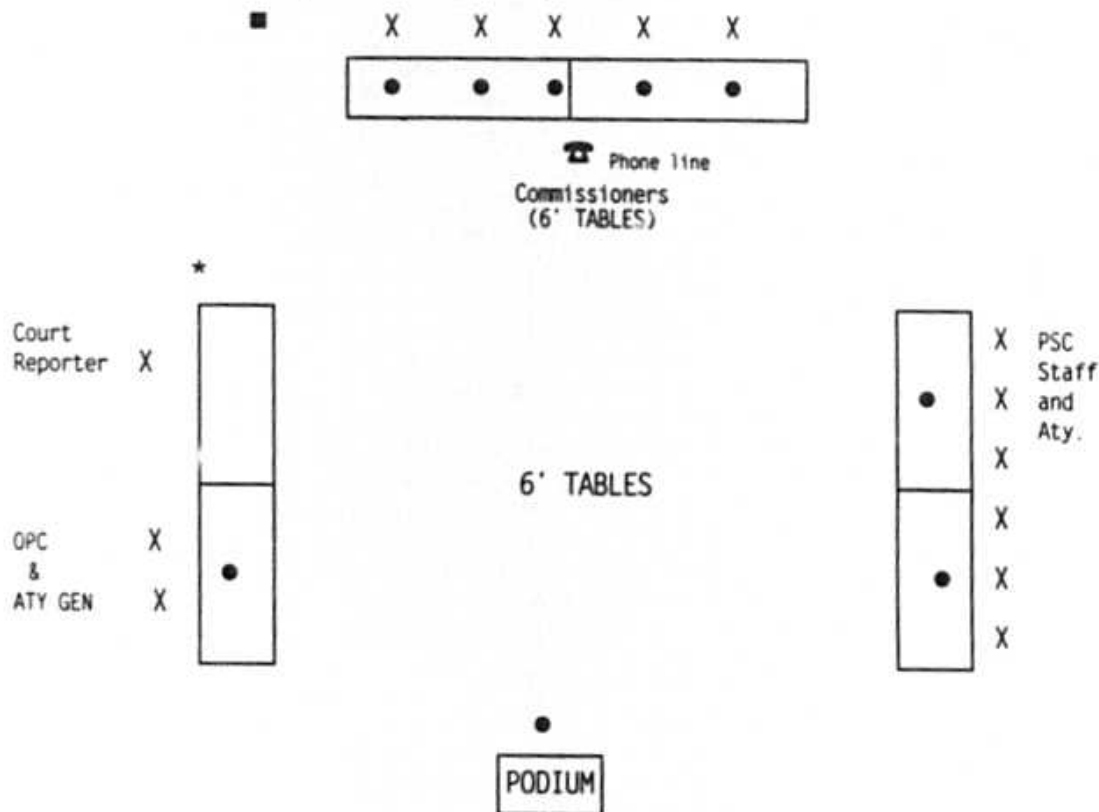 X X X X X
Phone line
Commissioners
(6' TABLES)
*
Court
Reporter X
X PSC
Staff
X and
Aty.
X
6' TABLES
X
OPC X
&
ATY GEN X
X
X
PODIUM